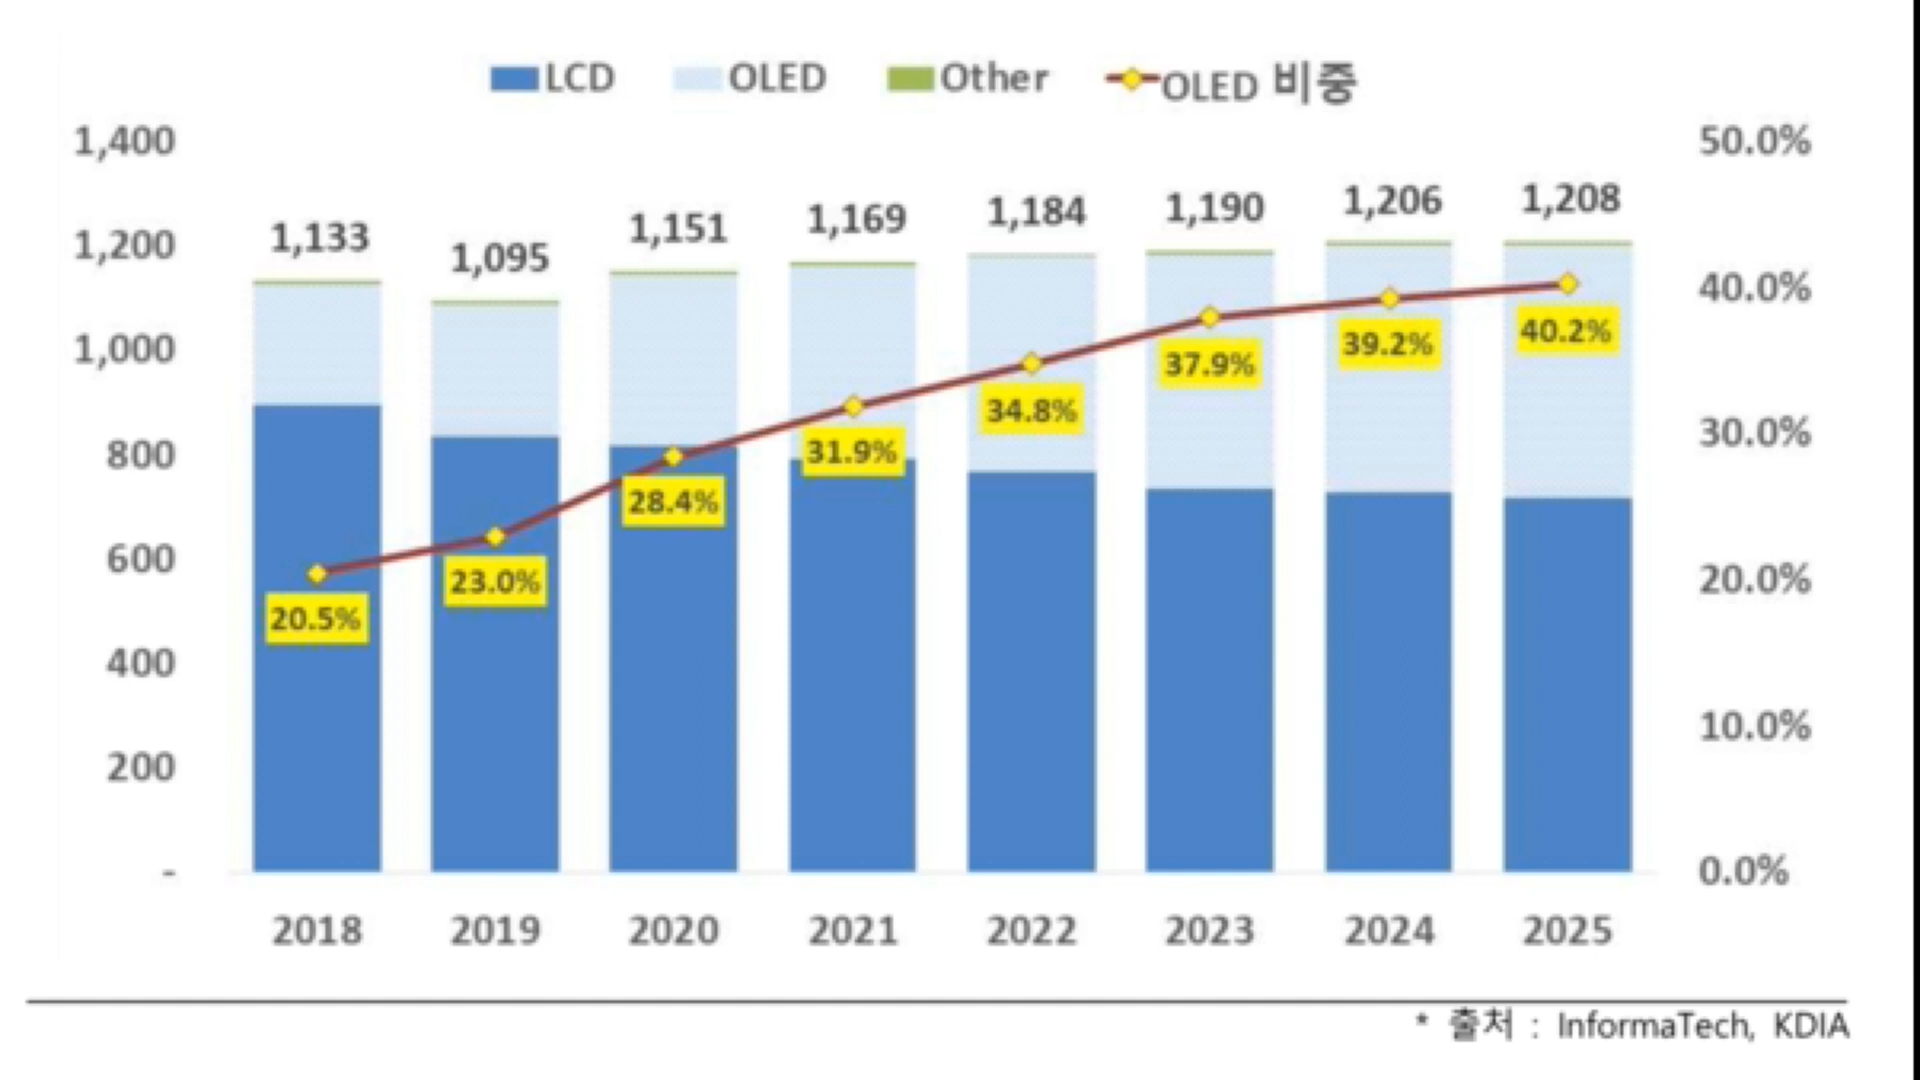 LCD OLED Other OLED 비중
1,400 50.0%
1,200 40.0%
1,000 30.0%
800 20.0%
600 10.0%
400 0.0%
200
-
1,133 1,095 1,151 1,169 1,184 1,190 1,206 1,208
20.5% 23.0% 28.4% 31.9% 34.8% 37.9% 39.2% 40.2%
2018 2019 2020 2021 2022 2023 2024 2025
* 출처 : InformaTech, KDIA